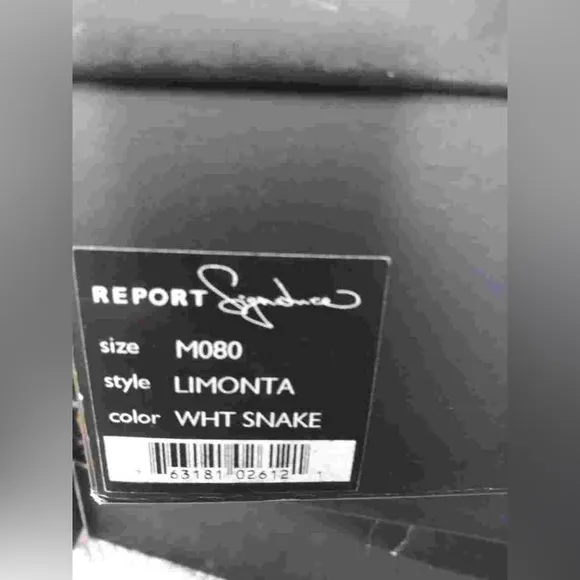 REPORT Signature
size M080
style LIMONTA
color WHT SNAKE
63181 02612 1